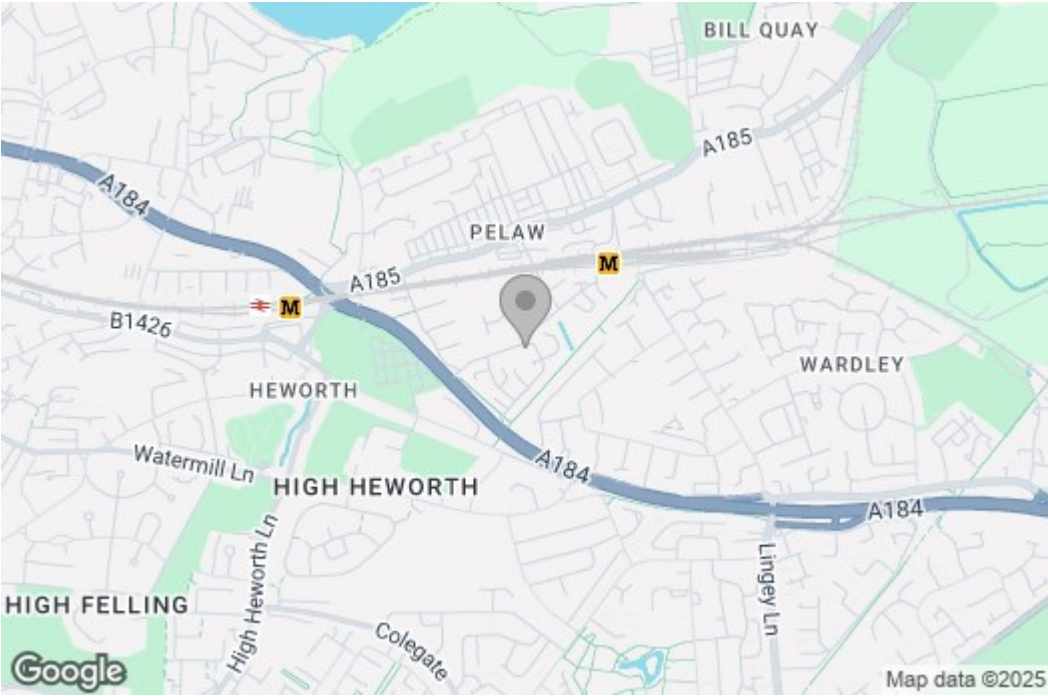 BILL QUAY
A185
A184
PELAW
M
A185
M
B1426
WARDLEY
HEWORTH
Watermill Ln
A184
HIGH HEWORTH
A184
High Heworth Ln
Lingey Ln
HIGH FELLING
Colegate
Google
Map data ©2025